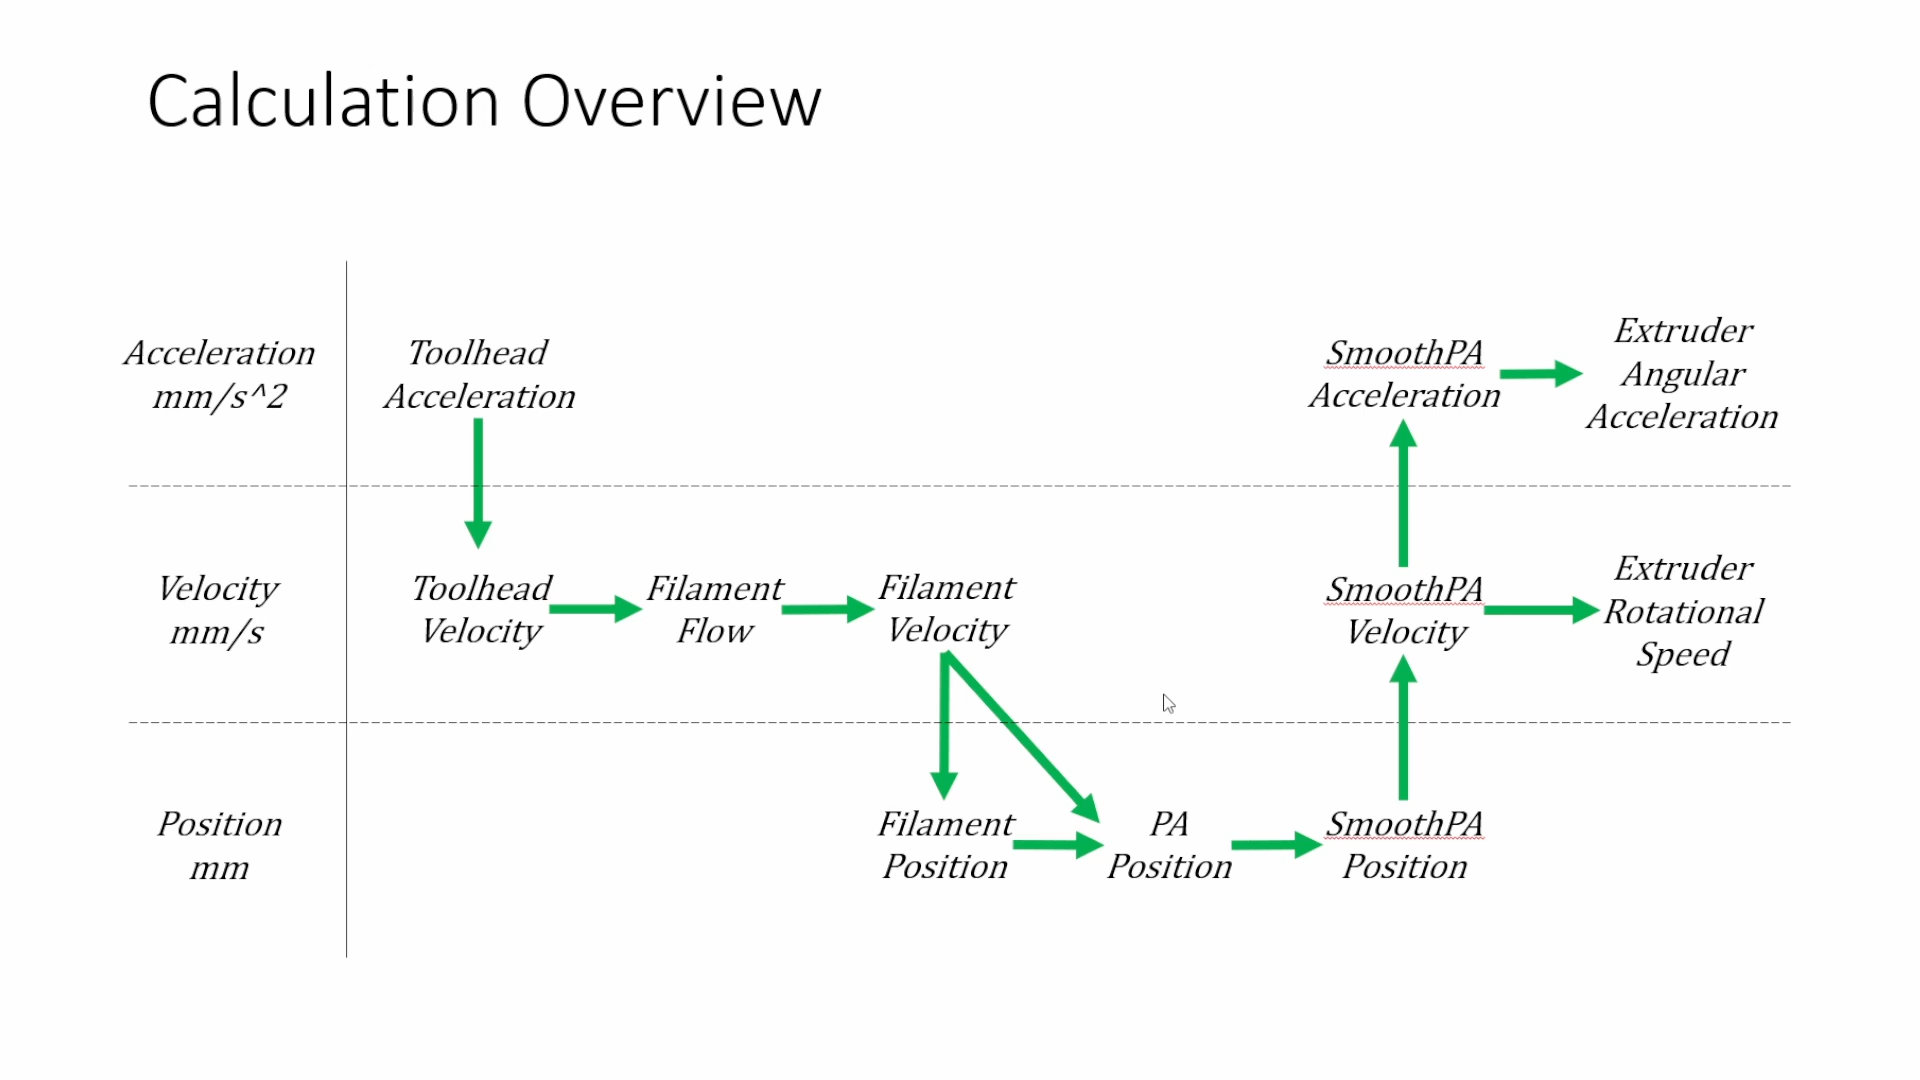 Calculation Overview
Acceleration
mm/s^2
Toolhead
Acceleration
SmoothPA
Acceleration
Extruder
Angular
Acceleration
Velocity
mm/s
Toolhead
Velocity
Filament
Flow
Filament
Velocity
SmoothPA
Velocity
Extruder
Rotational
Speed
Position
mm
Filament
Position
PA
Position
SmoothPA
Position